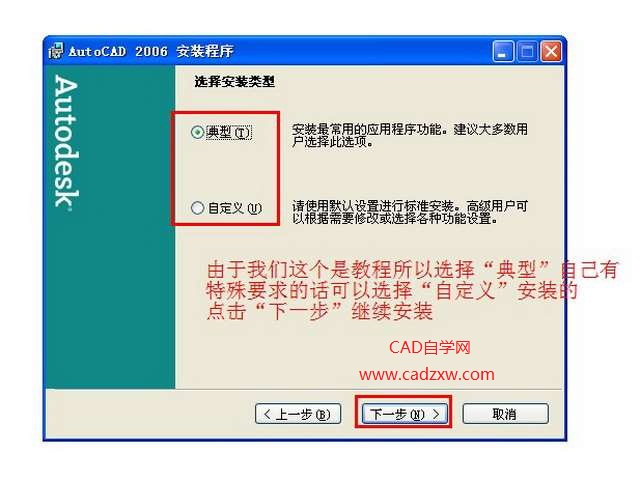 AutoCAD 2006 安装程序
Autodesk
选择安装类型
典型(T)
安装最常用的应用程序功能。建议大多数用
户选择此选项。
自定义(U)
请使用默认设置进行标准安装。高级用户可
以根据需要修改或选择各种功能设置。
由于我们这个是教程所以选择“典型”自己有
特殊要求的话可以选择“自定义”安装的
点击“下一步”继续安装
CAD自学网
www.cadzxw.com
< 上一步(B)
下一步(N) >
取消